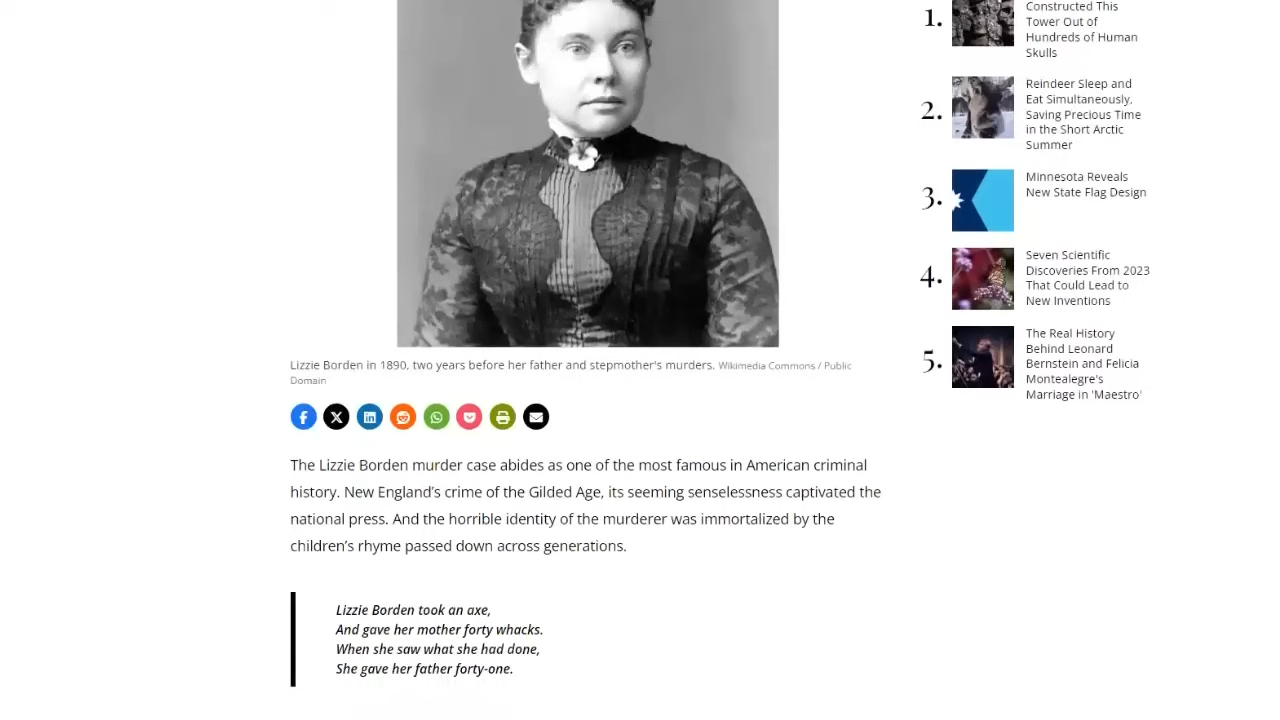 Lizzie Borden in 1890, two years before her father and stepmother's murders. Wikimedia Commons / Public
Domain
The Lizzie Borden murder case abides as one of the most famous in American criminal
history. New England’s crime of the Gilded Age, its seeming senselessness captivated the
national press. And the horrible identity of the murderer was immortalized by the
children’s rhyme passed down across generations.
Lizzie Borden took an axe,
And gave her mother forty whacks.
When she saw what she had done,
She gave her father forty-one.
1.
Constructed This
Tower Out of
Hundreds of Human
Skulls
2.
Reindeer Sleep and
Eat Simultaneously,
Saving Precious Time
in the Short Arctic
Summer
3.
Minnesota Reveals
New State Flag Design
4.
Seven Scientific
Discoveries From 2023
That Could Lead to
New Inventions
5.
The Real History
Behind Leonard
Bernstein and Felicia
Montealegre's
Marriage in 'Maestro'